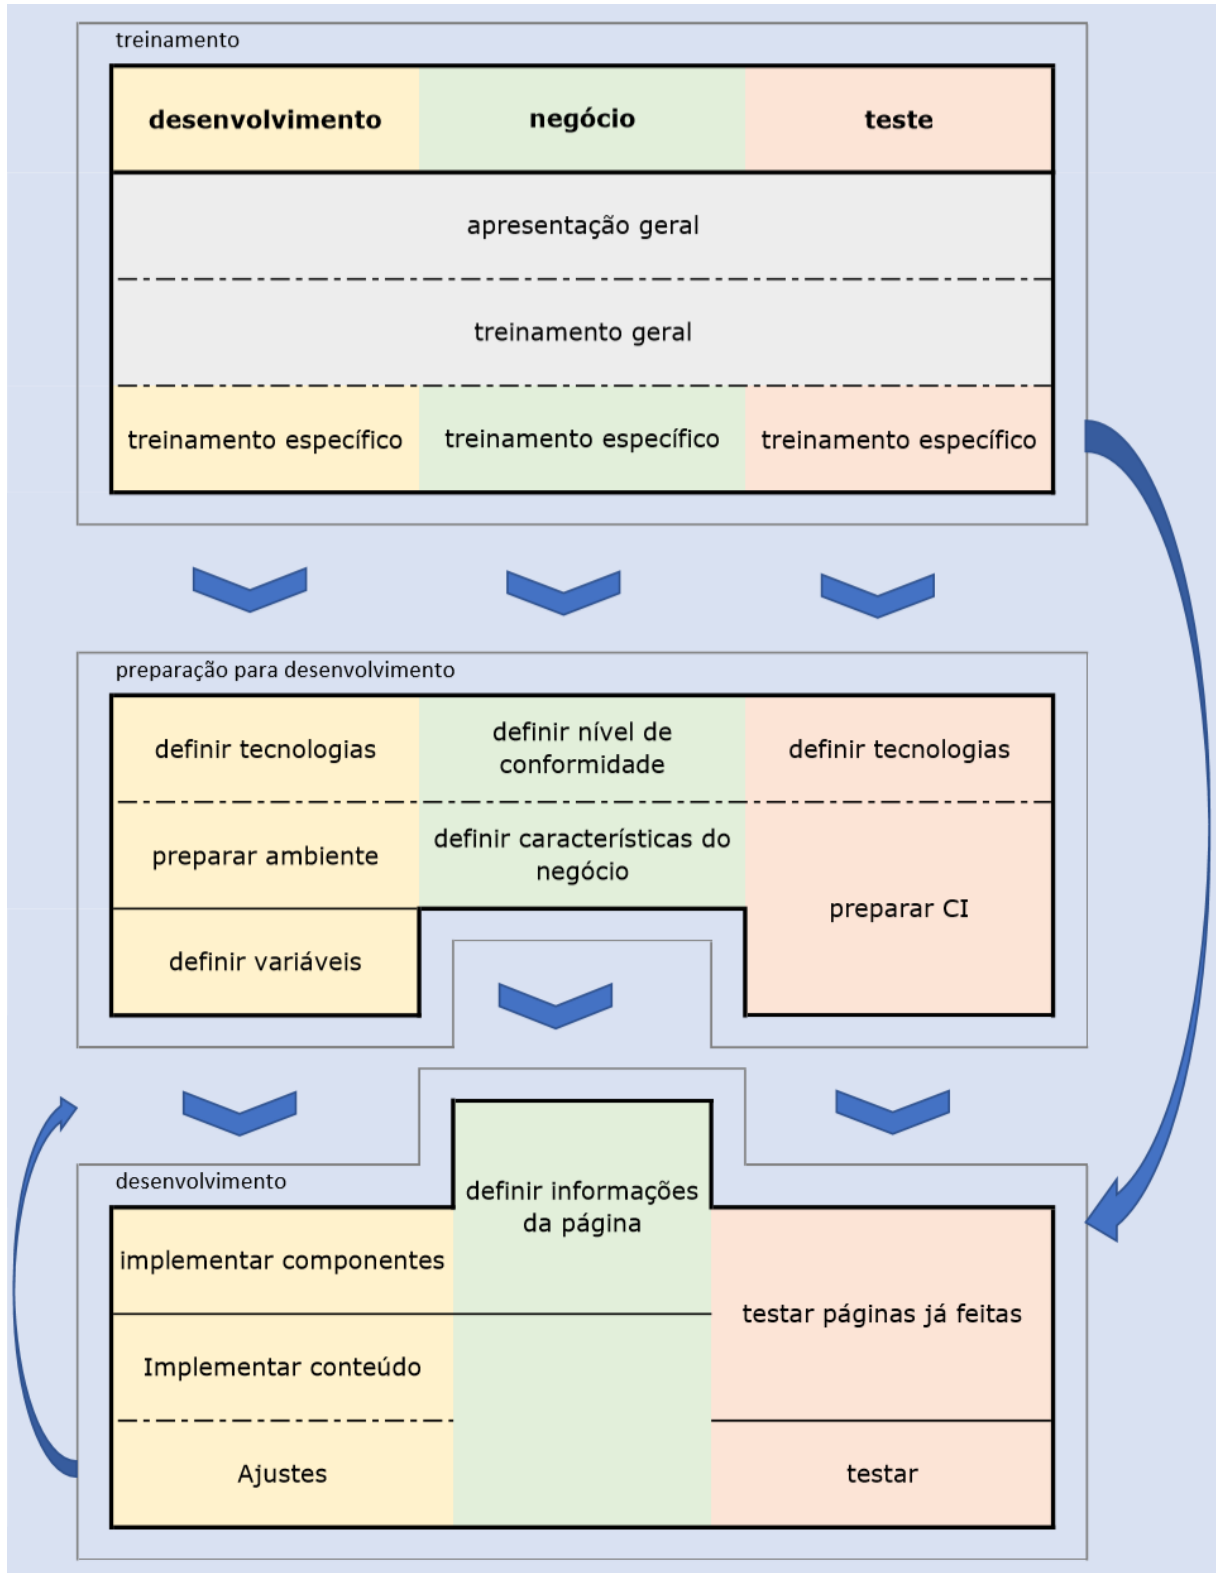 treinamento
desenvolvimento
negócio
teste
apresentação geral
treinamento geral
treinamento específico
treinamento específico
treinamento específico
preparação para desenvolvimento
definir tecnologias
definir nível de
conformidade
definir tecnologias
preparar ambiente
definir características do
negócio
preparar CI
definir variáveis
desenvolvimento
definir informações
da página
implementar componentes
testar páginas já feitas
Implementar conteúdo
Ajustes
testar